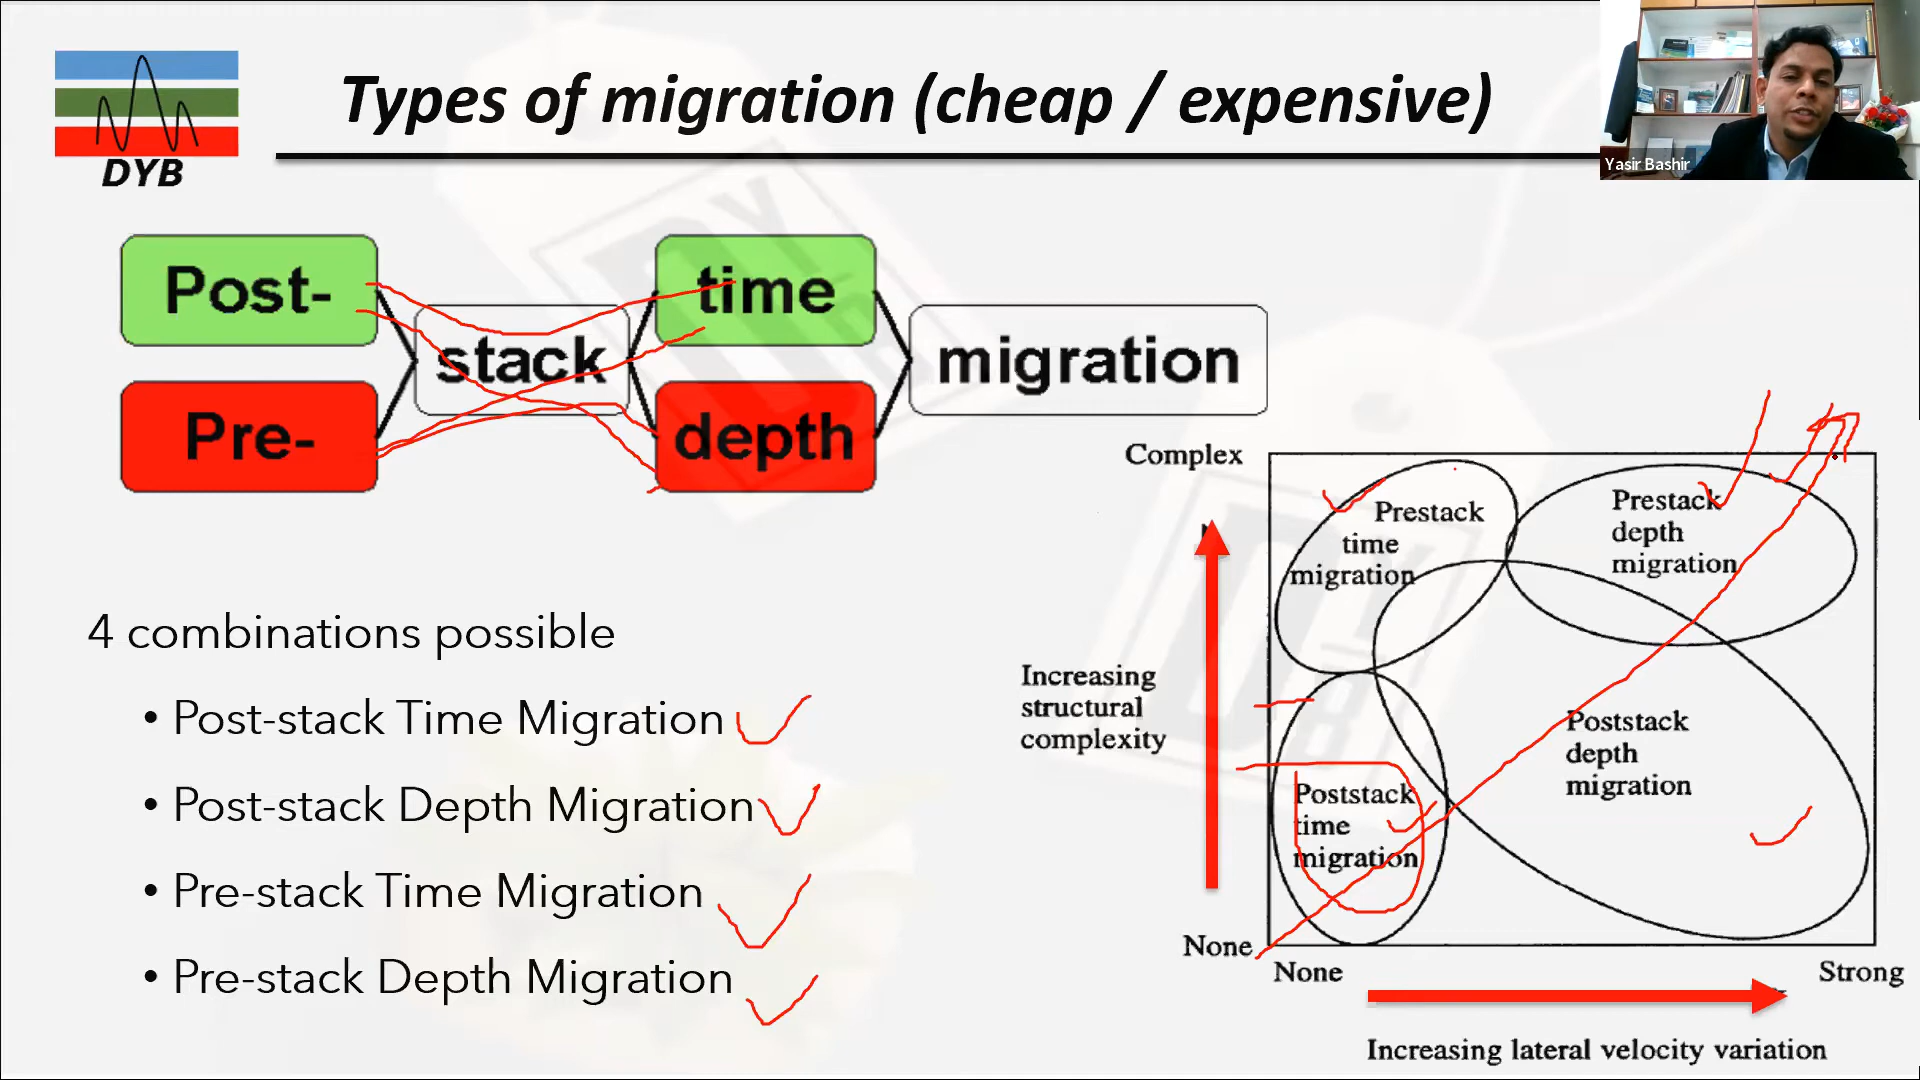 Types of migration (cheap / expensive)
Yasir Bashir
DYB
Post-
time
stack
migration
Pre-
depth
4 combinations possible
• Post-stack Time Migration
• Post-stack Depth Migration
• Pre-stack Time Migration
• Pre-stack Depth Migration
Complex
Prestack
time
migration
Prestack
depth
migration
Increasing
structural
complexity
Poststack
depth
migration
Poststack
time
migration
None
None
Strong
Increasing lateral velocity variation